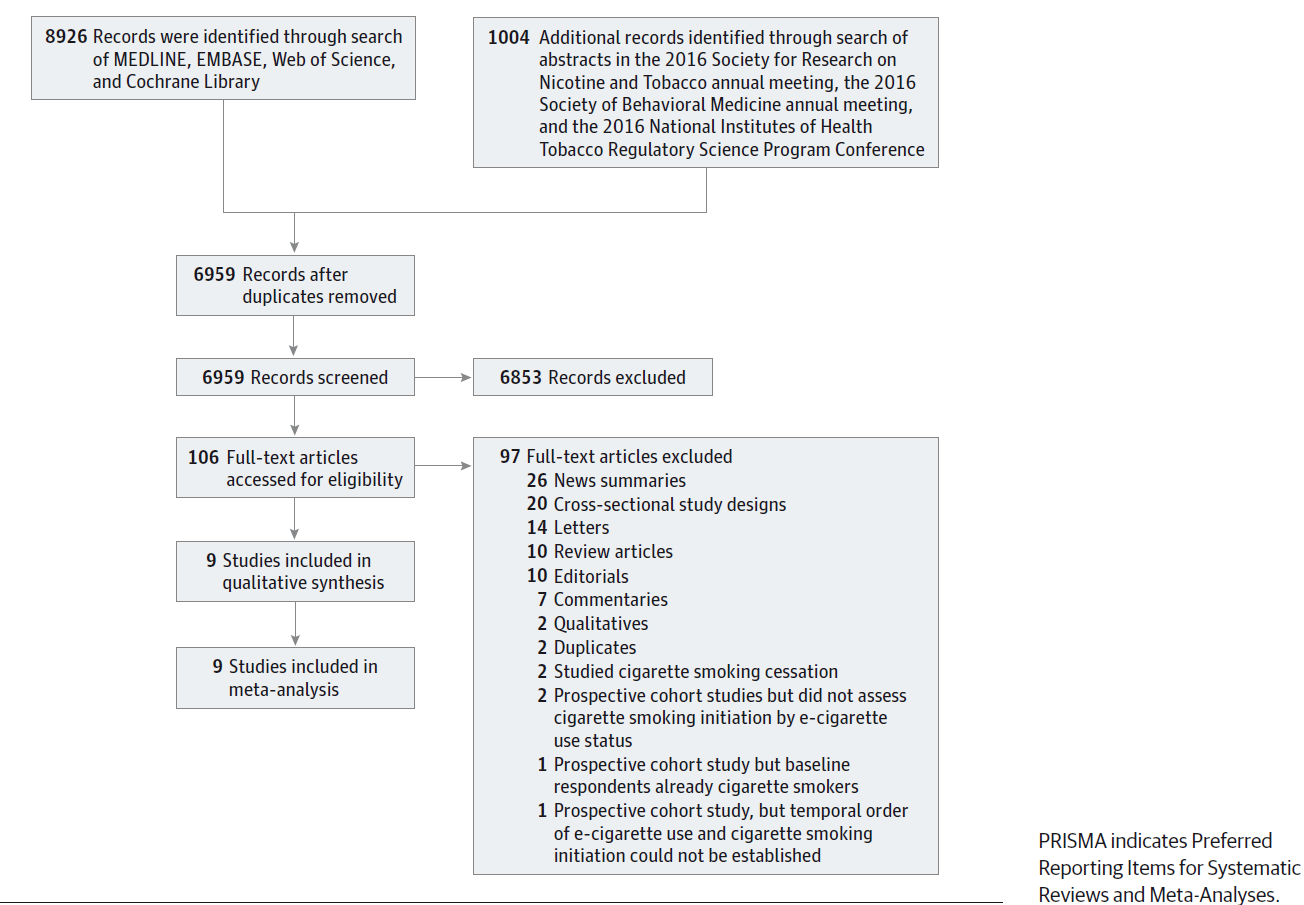 8926 Records were identified through search
of MEDLINE, EMBASE, Web of Science,
and Cochrane Library
1004 Additional records identified through search of
abstracts in the 2016 Society for Research on
Nicotine and Tobacco annual meeting, the 2016
Society of Behavioral Medicine annual meeting,
and the 2016 National Institutes of Health
Tobacco Regulatory Science Program Conference
6959 Records after
duplicates removed
6959 Records screened
6853 Records excluded
106 Full-text articles
accessed for eligibility
97 Full-text articles excluded
26 News summaries
20 Cross-sectional study designs
14 Letters
10 Review articles
10 Editorials
7 Commentaries
2 Qualitatives
2 Duplicates
2 Studied cigarette smoking cessation
2 Prospective cohort studies but did not assess
cigarette smoking initiation by e-cigarette
use status
1 Prospective cohort study but baseline
respondents already cigarette smokers
1 Prospective cohort study, but temporal order
of e-cigarette use and cigarette smoking
initiation could not be established
9 Studies included in
qualitative synthesis
9 Studies included in
meta-analysis
PRISMA indicates Preferred
Reporting Items for Systematic
Reviews and Meta-Analyses.